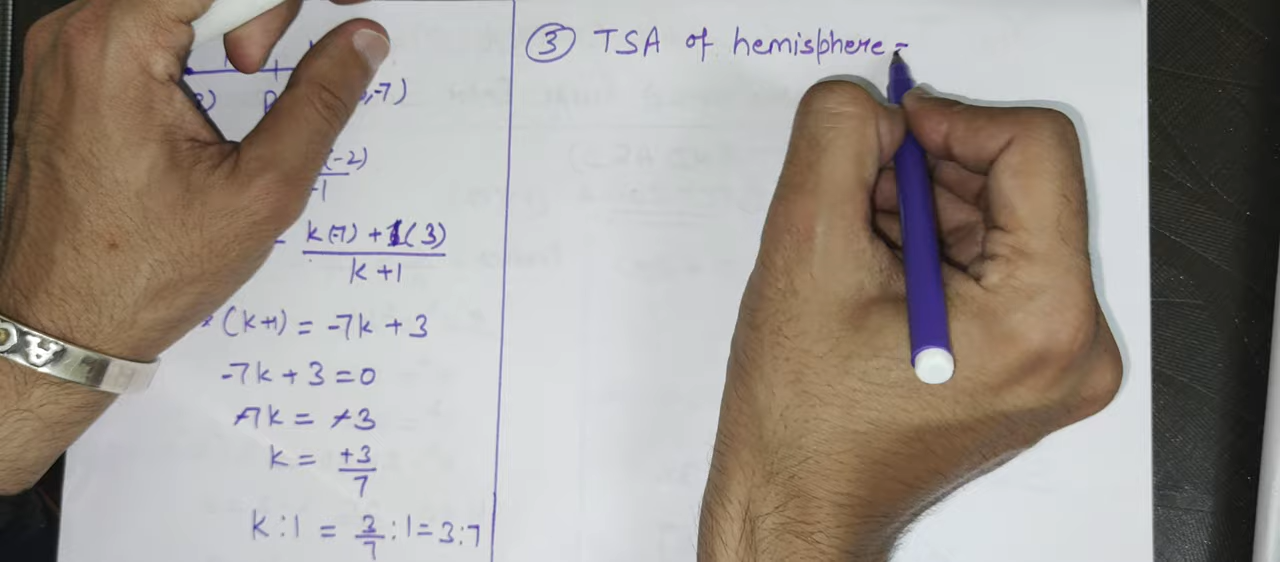 3) P ,-7)
(-2)
k(-7) + 1(3)
k+1
(k+1) = -7k + 3
-7k + 3 = 0
-7k = -3
k = +3/7
k:1 = 3/7 : 1 = 3:7
③ TSA of hemisphere =
A